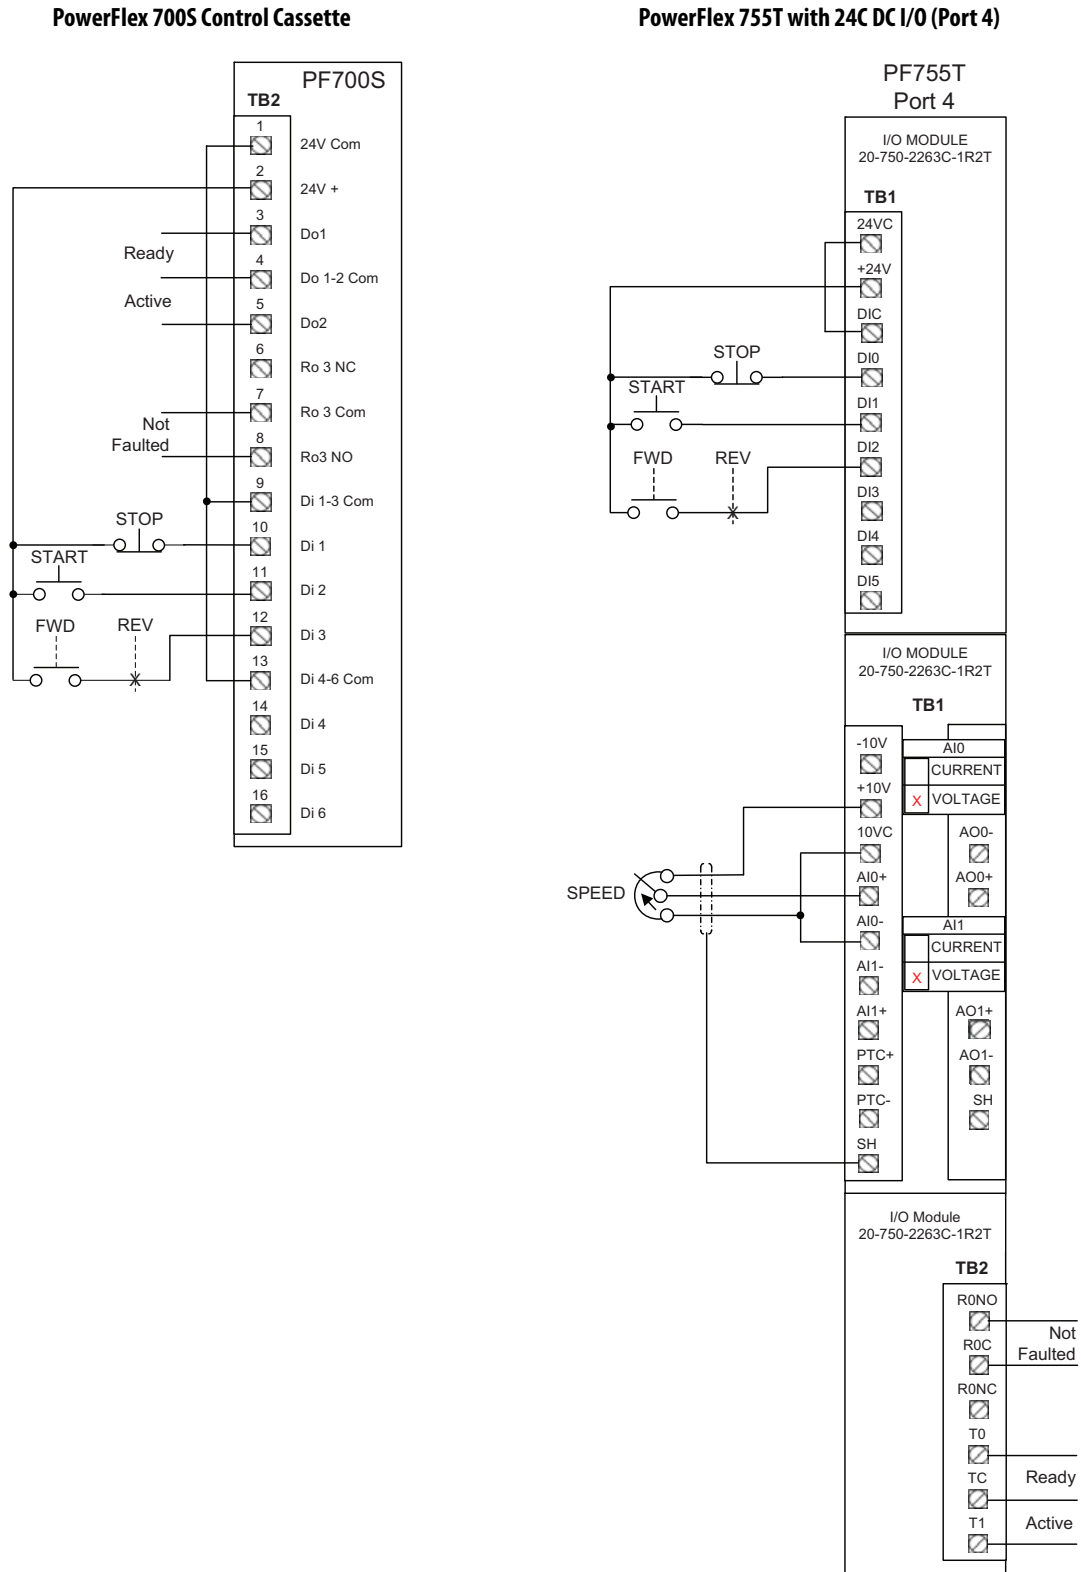 PowerFlex 700S Control Cassette
PowerFlex 755T with 24C DC I/O (Port 4)
PF700S
TB2
1
24V Com
2
24V +
3
Do1
Ready
4
Do 1-2 Com
Active
5
Do2
6
Ro 3 NC
7
Ro 3 Com
Not
Faulted
8
Ro3 NO
9
Di 1-3 Com
STOP
10
Di 1
START
11
Di 2
FWD
REV
12
Di 3
13
Di 4-6 Com
14
Di 4
15
Di 5
16
Di 6
PF755T
Port 4
I/O MODULE
20-750-2263C-1R2T
TB1
24VC
+24V
DIC
STOP
DI0
START
DI1
FWD
REV
DI2
DI3
DI4
DI5
I/O MODULE
20-750-2263C-1R2T
TB1
-10V
AI0
CURRENT
+10V
X VOLTAGE
10VC
AO0-
SPEED
AI0+
AO0+
AI0-
AI1
CURRENT
AI1-
X VOLTAGE
AI1+
AO1+
PTC+
AO1-
PTC-
SH
SH
I/O Module
20-750-2263C-1R2T
TB2
R0NO
Not
Faulted
R0C
R0NC
T0
TC
Ready
T1
Active